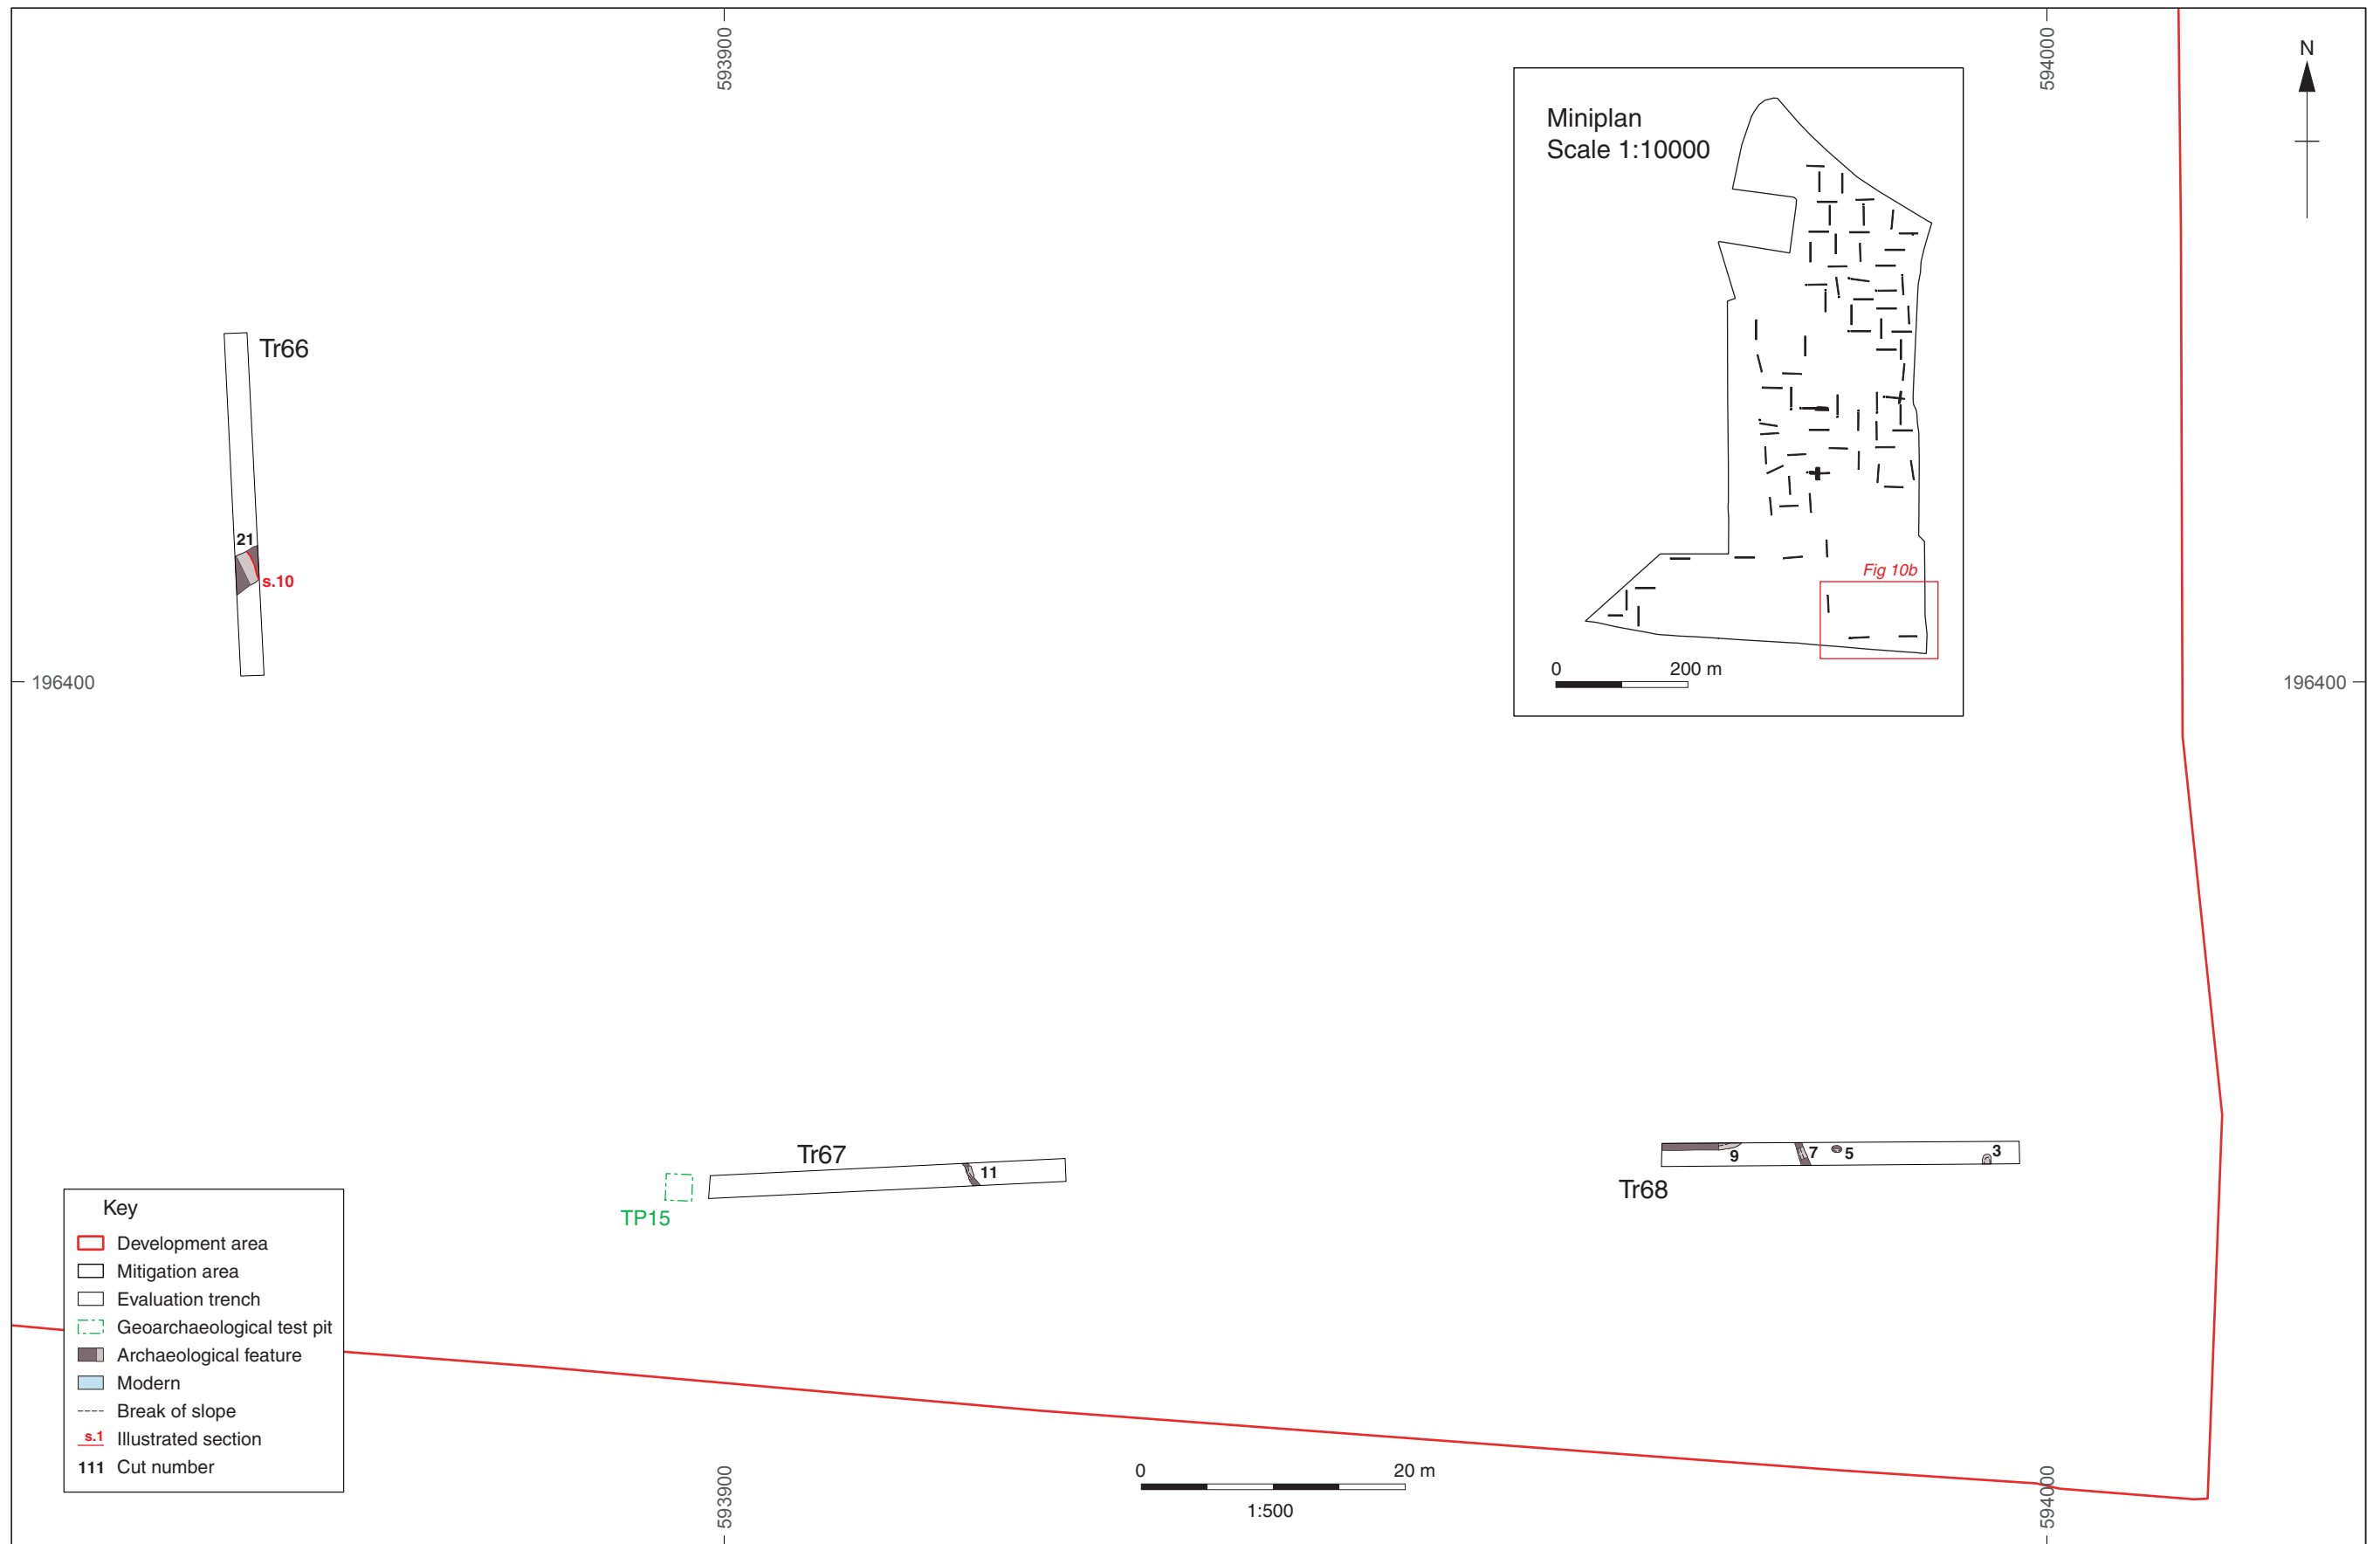 593900
594000
N
Miniplan
Scale 1:10000
Fig 10b
0
200 m
Tr66
21
s.10
196400
196400
Tr67
11
TP15
9
7
5
3
Tr68
Key
Development area
Mitigation area
Evaluation trench
Geoarchaeological test pit
Archaeological feature
Modern
Break of slope
s.1 Illustrated section
111 Cut number
0
20 m
1:500
593900
594000